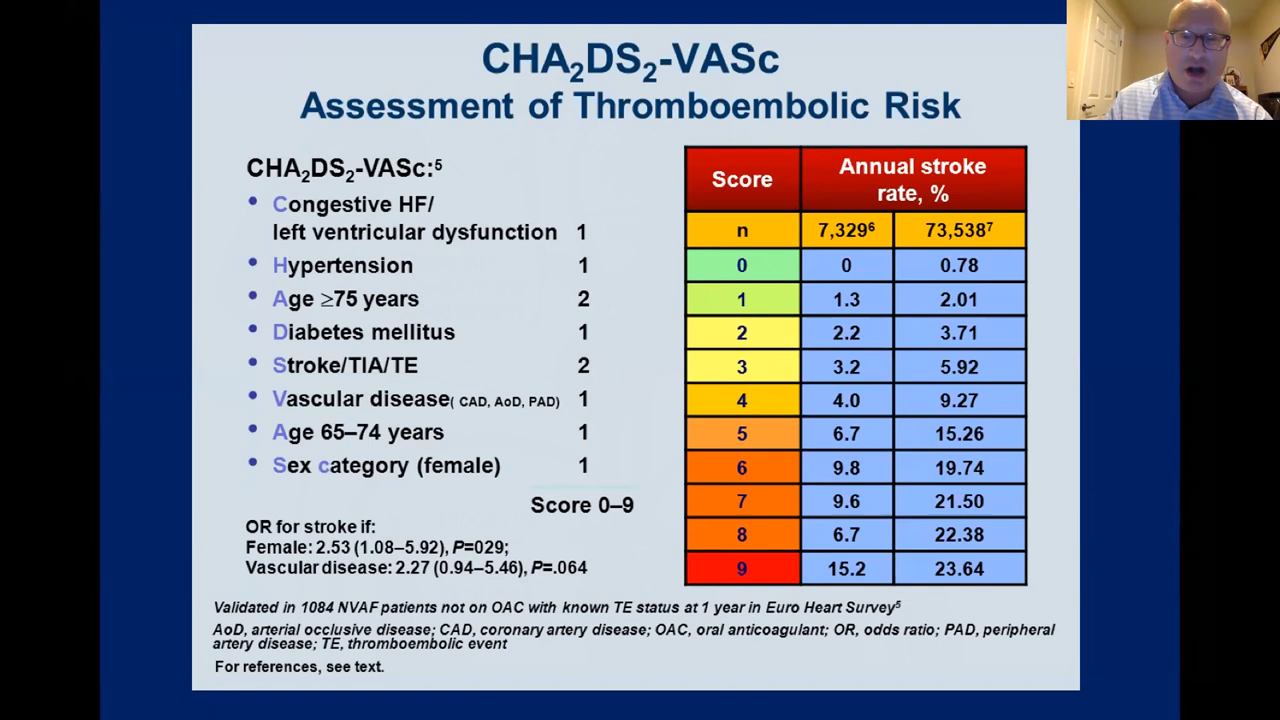 CHA₂DS₂-VASc
Assessment of Thromboembolic Risk
CHA₂DS₂-VASc:⁵
• Congestive HF/
left ventricular dysfunction 1
• Hypertension 1
• Age ≥75 years 2
• Diabetes mellitus 1
• Stroke/TIA/TE 2
• Vascular disease( CAD, AoD, PAD) 1
• Age 65–74 years 1
• Sex category (female) 1
Score 0–9
OR for stroke if:
Female: 2.53 (1.08–5.92), P=029;
Vascular disease: 2.27 (0.94–5.46), P=.064
Score Annual stroke
rate, %
n 7,329⁶ 73,538⁷
0 0 0.78
1 1.3 2.01
2 2.2 3.71
3 3.2 5.92
4 4.0 9.27
5 6.7 15.26
6 9.8 19.74
7 9.6 21.50
8 6.7 22.38
9 15.2 23.64
Validated in 1084 NVAF patients not on OAC with known TE status at 1 year in Euro Heart Survey⁵
AoD, arterial occlusive disease; CAD, coronary artery disease; OAC, oral anticoagulant; OR, odds ratio; PAD, peripheral
artery disease; TE, thromboembolic event
For references, see text.